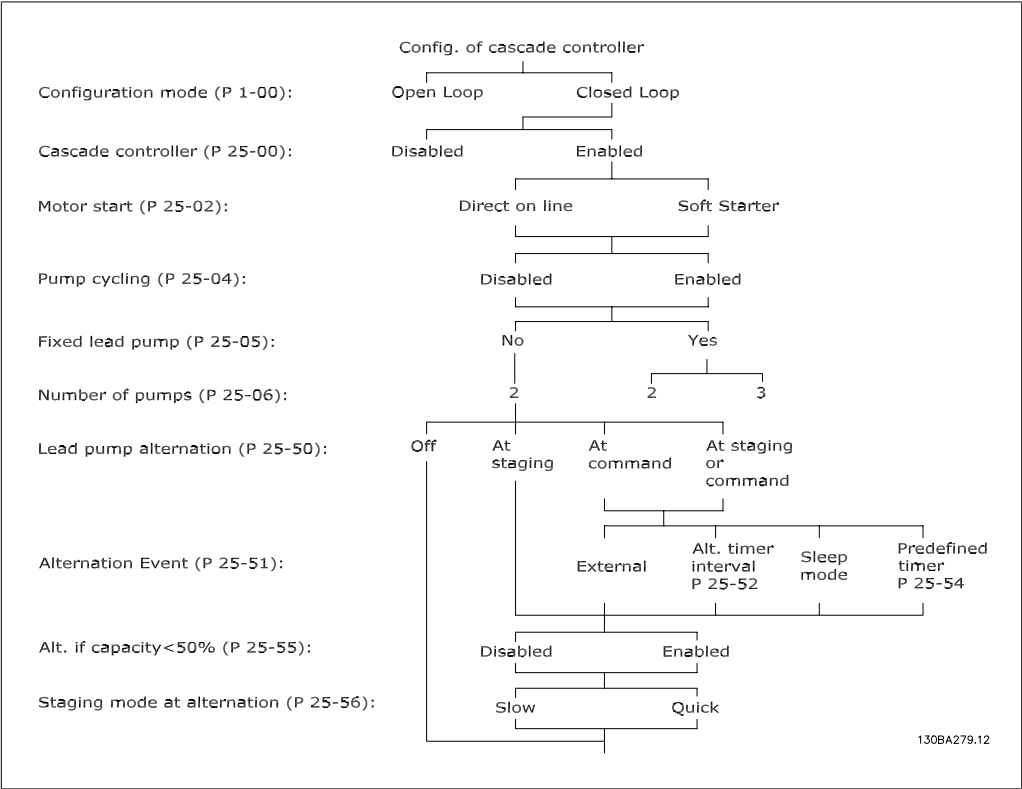 Config. of cascade controller
Configuration mode (P 1-00): Open Loop Closed Loop
Cascade controller (P 25-00): Disabled Enabled
Motor start (P 25-02): Direct on line Soft Starter
Pump cycling (P 25-04): Disabled Enabled
Fixed lead pump (P 25-05): No Yes
Number of pumps (P 25-06): 2 2 3
Lead pump alternation (P 25-50): Off At staging At command At staging or command
Alternation Event (P 25-51): External Alt. timer interval P 25-52 Sleep mode Predefined timer P 25-54
Alt. if capacity<50% (P 25-55): Disabled Enabled
Staging mode at alternation (P 25-56): Slow Quick
130BA279.12